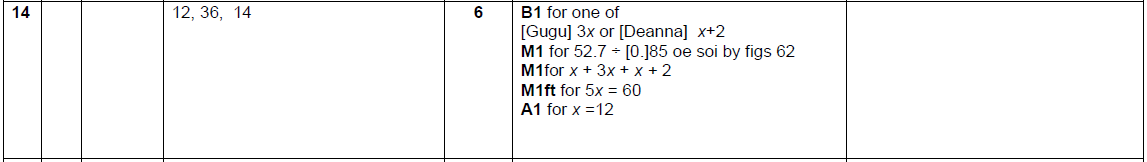 14 12, 36, 14 6 B1 for one of
[Gugu] 3x or [Deanna] x+2
M1 for 52.7 ÷ [0.]85 oe soi by figs 62
M1for x + 3x + x + 2
M1ft for 5x = 60
A1 for x =12